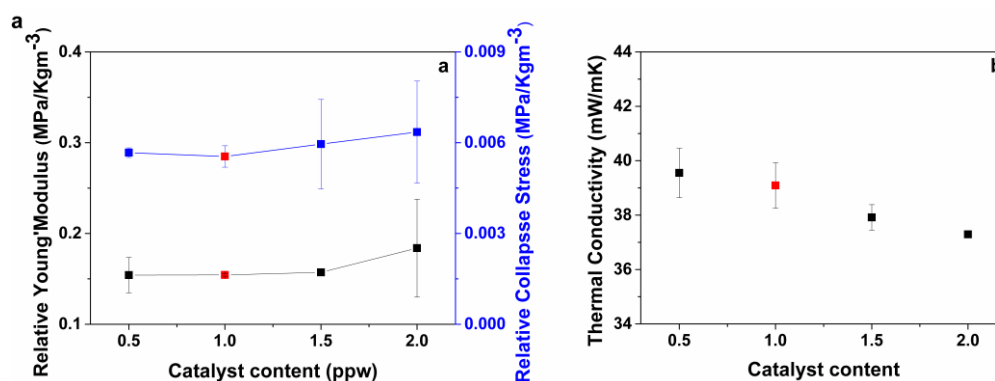 a
Relative Young'Modulus (MPa/Kgm-3)
0.4
0.3
0.2
0.1
a
0.009
0.006
0.003
0.000
Relative Collapsse Stress (MPa/Kgm-3)
0.5 1.0 1.5 2.0
Catalyst content (ppw)
Thermal Conductivity (mW/mK)
44
42
40
38
36
34
b
0.5 1.0 1.5 2.0
Catalyst content